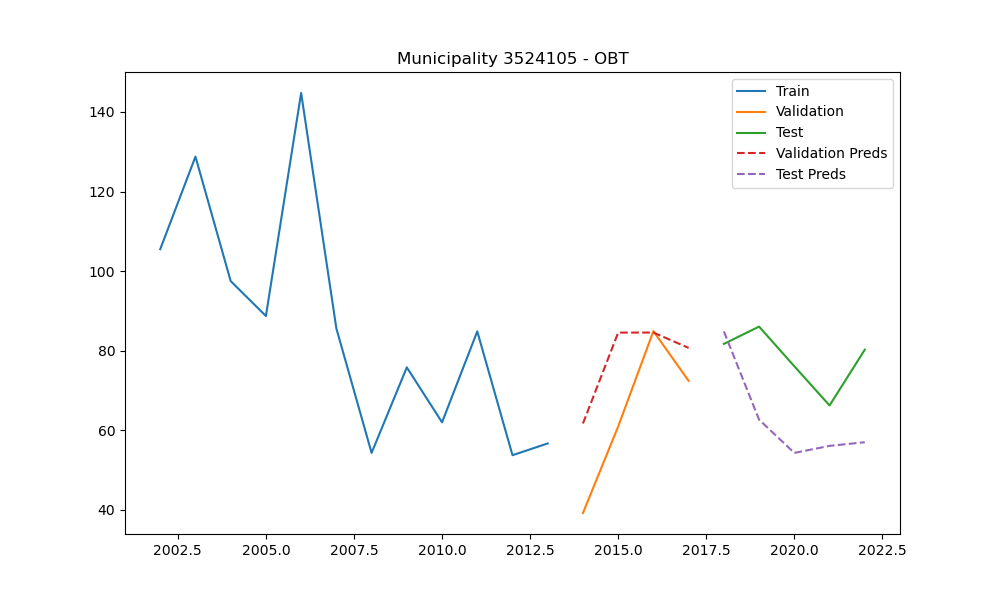 Municipality 3524105 - OBT
Train
Validation
Test
Validation Preds
Test Preds
140
120
100
80
60
40
2002.5 2005.0 2007.5 2010.0 2012.5 2015.0 2017.5 2020.0 2022.5